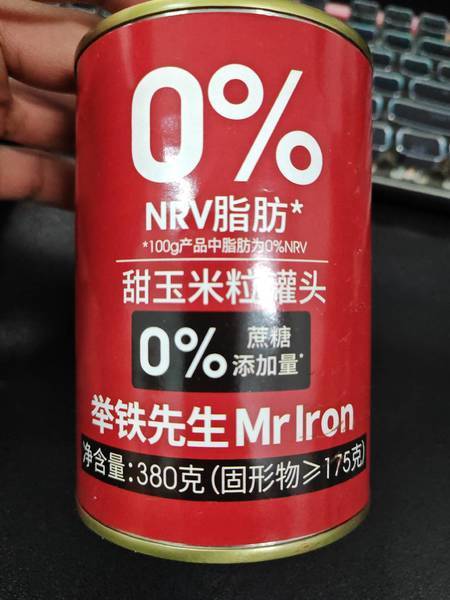 0%
NRV脂肪*
*100g产品中脂肪为0%NRV
甜玉米粒罐头
0% 蔗糖
添加量*
举铁先生 Mr Iron
净含量:380克(固形物≥175克)